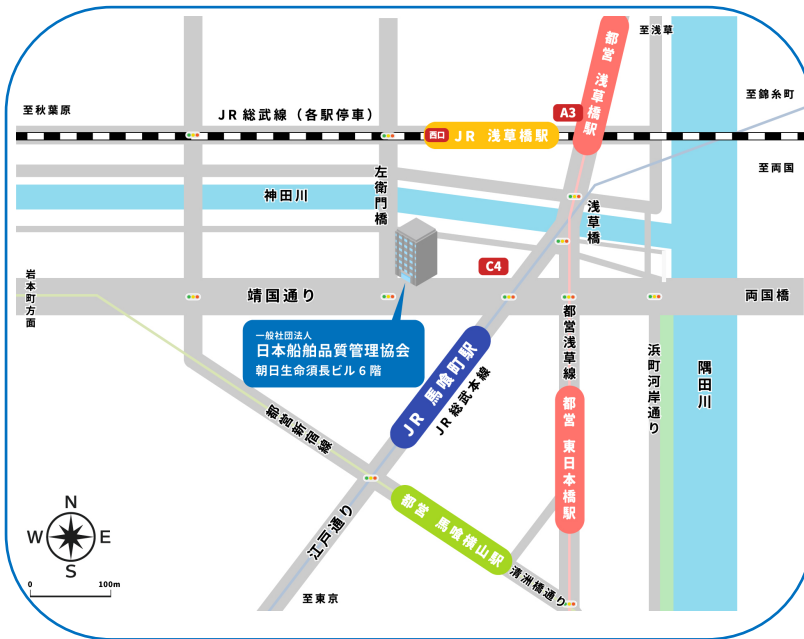 至浅草
都営 浅草橋駅
至錦糸町
至秋葉原
JR総武線（各駅停車）
A3
西口
JR 浅草橋駅
至両国
左衛門橋
神田川
浅草橋
C4
岩本町方面
靖国通り
両国橋
一般社団法人
日本船舶品質管理協会
朝日生命須長ビル6階
都営浅草線
浜町河岸通り
隅田川
JR 馬喰町駅
JR総武本線
都営新宿線
都営 東日本橋駅
都営 馬喰横山駅
江戸通り
清洲橋通り
至東京
N
W E
S
0 100m